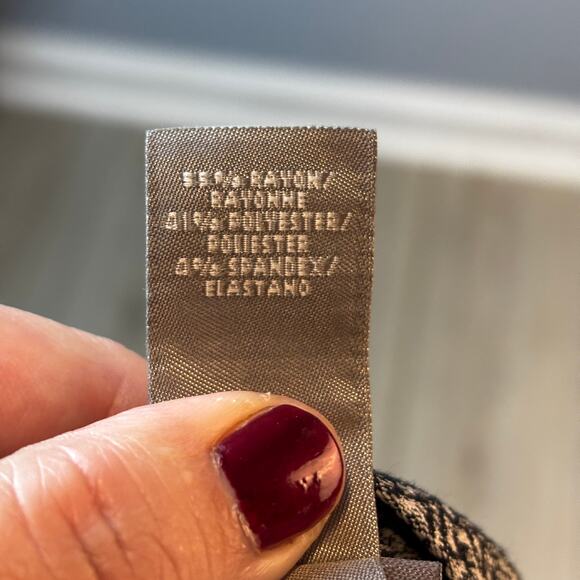 55% RAYON/
RAYONNE
41% POLYESTER/
POLIESTER
4% SPANDEX/
ELASTANO